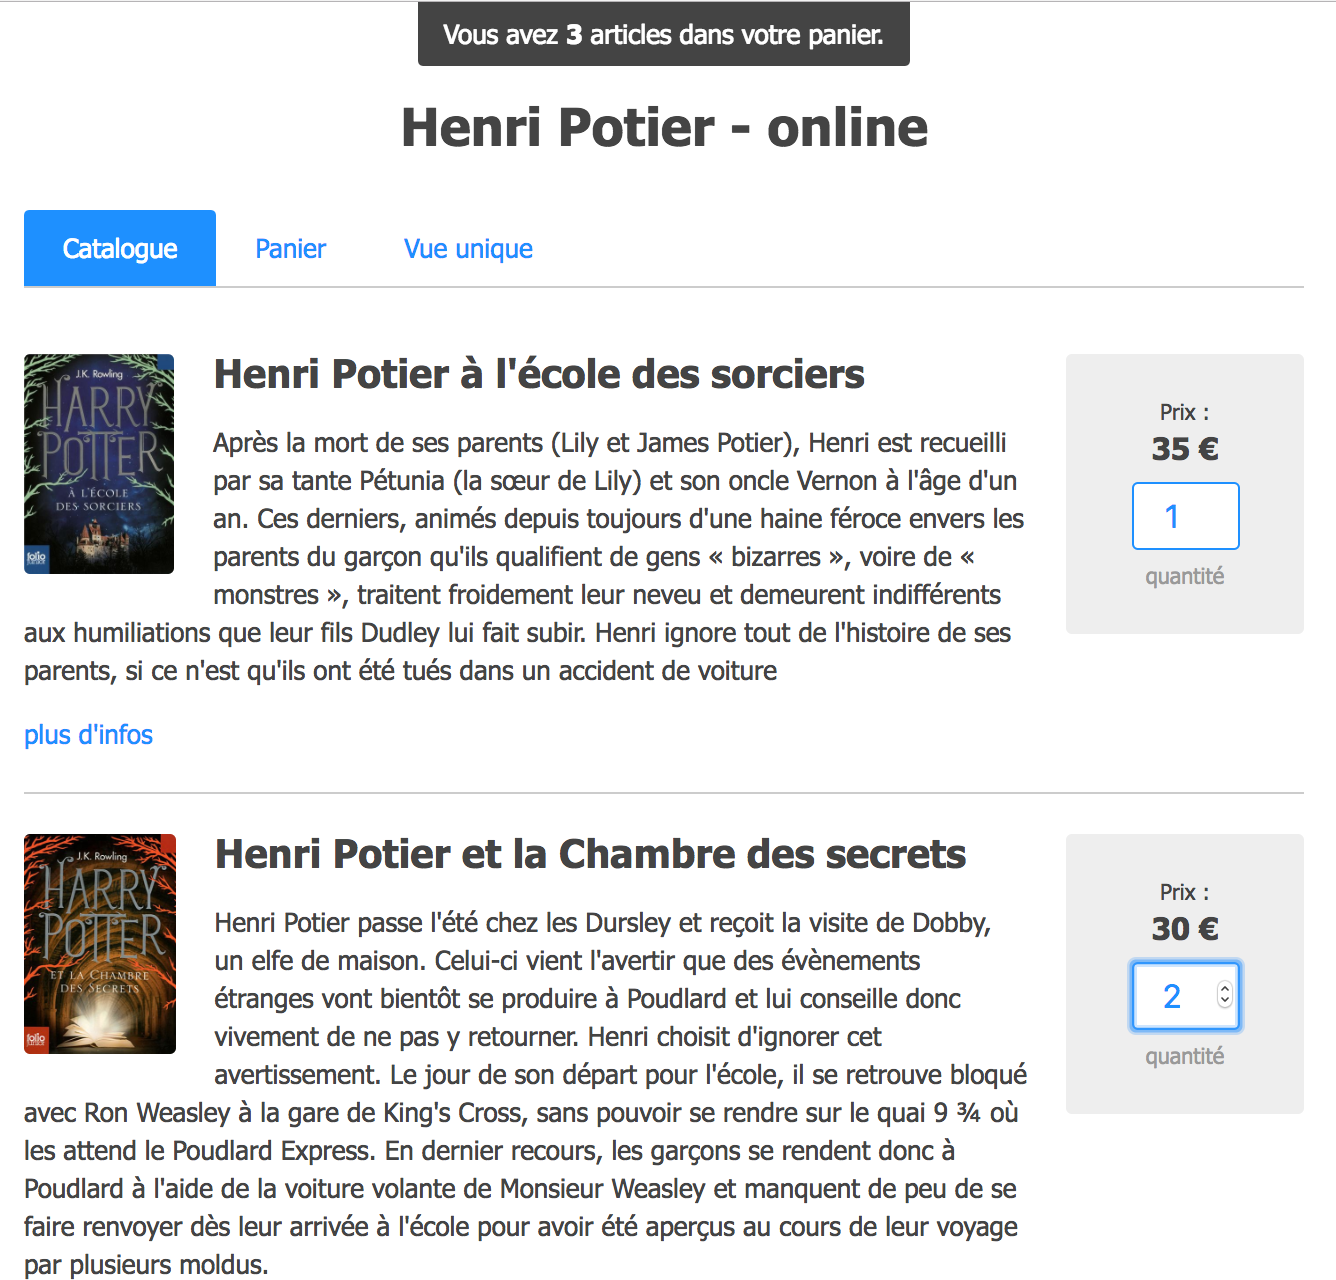 Vous avez 3 articles dans votre panier.
Henri Potier - online
Catalogue
Panier
Vue unique
J.K. Rowling
HARRY
POTTER
À L'ÉCOLE
DES SORCIERS
folio
Henri Potier à l'école des sorciers
Après la mort de ses parents (Lily et James Potier), Henri est recueilli
par sa tante Pétunia (la sœur de Lily) et son oncle Vernon à l'âge d'un
an. Ces derniers, animés depuis toujours d'une haine féroce envers les
parents du garçon qu'ils qualifient de gens « bizarres », voire de «
monstres », traitent froidement leur neveu et demeurent indifférents
aux humiliations que leur fils Dudley lui fait subir. Henri ignore tout de l'histoire de ses
parents, si ce n'est qu'ils ont été tués dans un accident de voiture
plus d'infos
Prix :
35 €
1
quantité
J.K. Rowling
HARRY
POTTER
ET LA CHAMBRE
DES SECRETS
folio
Henri Potier et la Chambre des secrets
Henri Potier passe l'été chez les Dursley et reçoit la visite de Dobby,
un elfe de maison. Celui-ci vient l'avertir que des évènements
étranges vont bientôt se produire à Poudlard et lui conseille donc
vivement de ne pas y retourner. Henri choisit d'ignorer cet
avertissement. Le jour de son départ pour l'école, il se retrouve bloqué
avec Ron Weasley à la gare de King's Cross, sans pouvoir se rendre sur le quai 9 ¾ où
les attend le Poudlard Express. En dernier recours, les garçons se rendent donc à
Poudlard à l'aide de la voiture volante de Monsieur Weasley et manquent de peu de se
faire renvoyer dès leur arrivée à l'école pour avoir été aperçus au cours de leur voyage
par plusieurs moldus.
Prix :
30 €
2
quantité